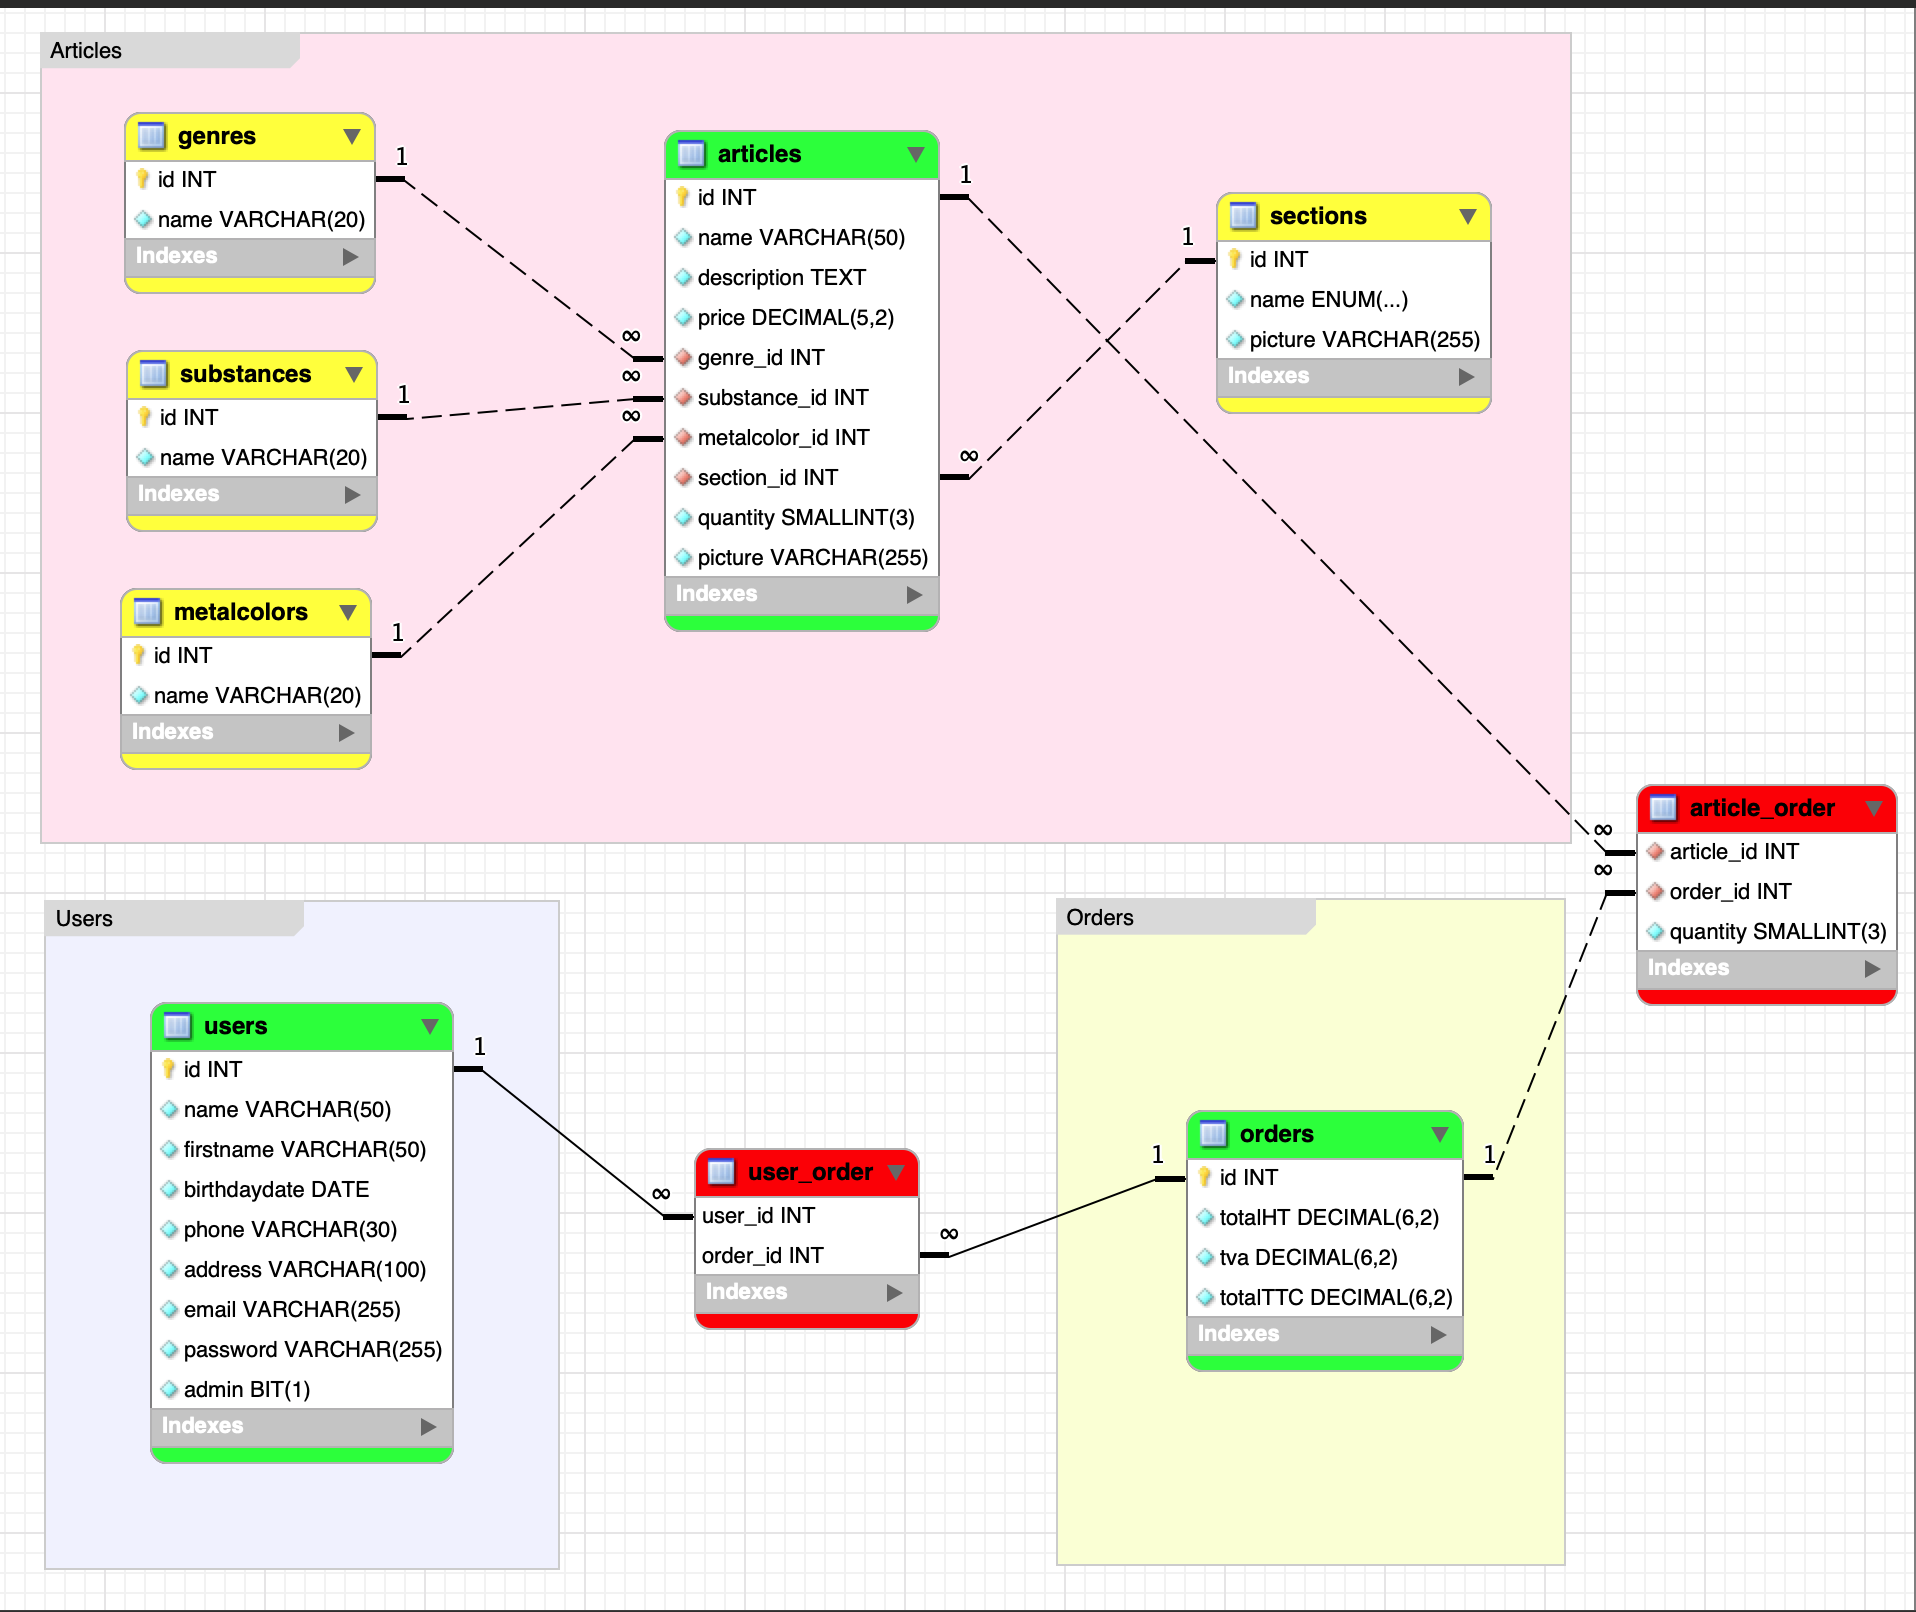 Articles
genres
id INT
name VARCHAR(20)
Indexes
1
substances
id INT
name VARCHAR(20)
Indexes
1
metalcolors
id INT
name VARCHAR(20)
Indexes
1
∞
∞
∞
articles
id INT
name VARCHAR(50)
description TEXT
price DECIMAL(5,2)
genre_id INT
substance_id INT
metalcolor_id INT
section_id INT
quantity SMALLINT(3)
picture VARCHAR(255)
Indexes
1
∞
1
sections
id INT
name ENUM(...)
picture VARCHAR(255)
Indexes
∞
∞
article_order
article_id INT
order_id INT
quantity SMALLINT(3)
Indexes
Users
users
id INT
name VARCHAR(50)
firstname VARCHAR(50)
birthdaydate DATE
phone VARCHAR(30)
address VARCHAR(100)
email VARCHAR(255)
password VARCHAR(255)
admin BIT(1)
Indexes
1
∞
user_order
user_id INT
order_id INT
Indexes
∞
Orders
1
orders
id INT
totalHT DECIMAL(6,2)
tva DECIMAL(6,2)
totalTTC DECIMAL(6,2)
Indexes
1